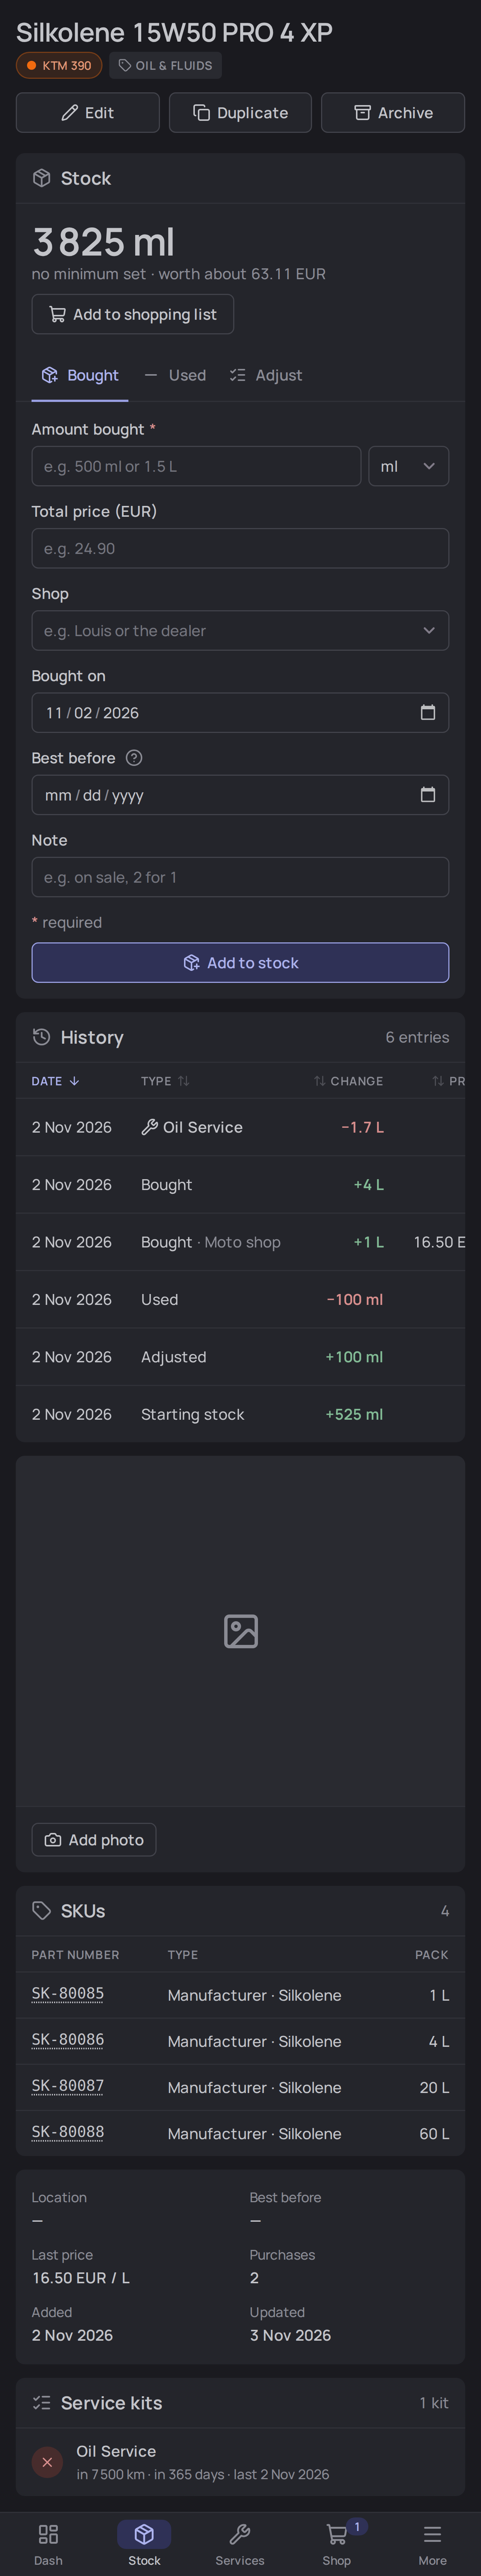 Silkolene 15W50 PRO 4 XP
KTM 390 OIL & FLUIDS
Edit Duplicate Archive
Stock
3 825 ml
no minimum set · worth about 63.11 EUR
Add to shopping list
Bought Used Adjust
Amount bought *
e.g. 500 ml or 1.5 L ml
Total price (EUR)
e.g. 24.90
Shop
e.g. Louis or the dealer
Bought on
11/02/2026
Best before
mm/dd/yyyy
Note
e.g. on sale, 2 for 1
* required
Add to stock
History 6 entries
DATE TYPE CHANGE PR
2 Nov 2026 Oil Service −1.7 L
2 Nov 2026 Bought +4 L
2 Nov 2026 Bought · Moto shop +1 L 16.50 E
2 Nov 2026 Used −100 ml
2 Nov 2026 Adjusted +100 ml
2 Nov 2026 Starting stock +525 ml
Add photo
SKUs 4
PART NUMBER TYPE PACK
SK-80085 Manufacturer · Silkolene 1 L
SK-80086 Manufacturer · Silkolene 4 L
SK-80087 Manufacturer · Silkolene 20 L
SK-80088 Manufacturer · Silkolene 60 L
Location Best before
— —
Last price Purchases
16.50 EUR / L 2
Added Updated
2 Nov 2026 3 Nov 2026
Service kits 1 kit
Oil Service
in 7 500 km · in 365 days · last 2 Nov 2026
1
Dash Stock Services Shop More